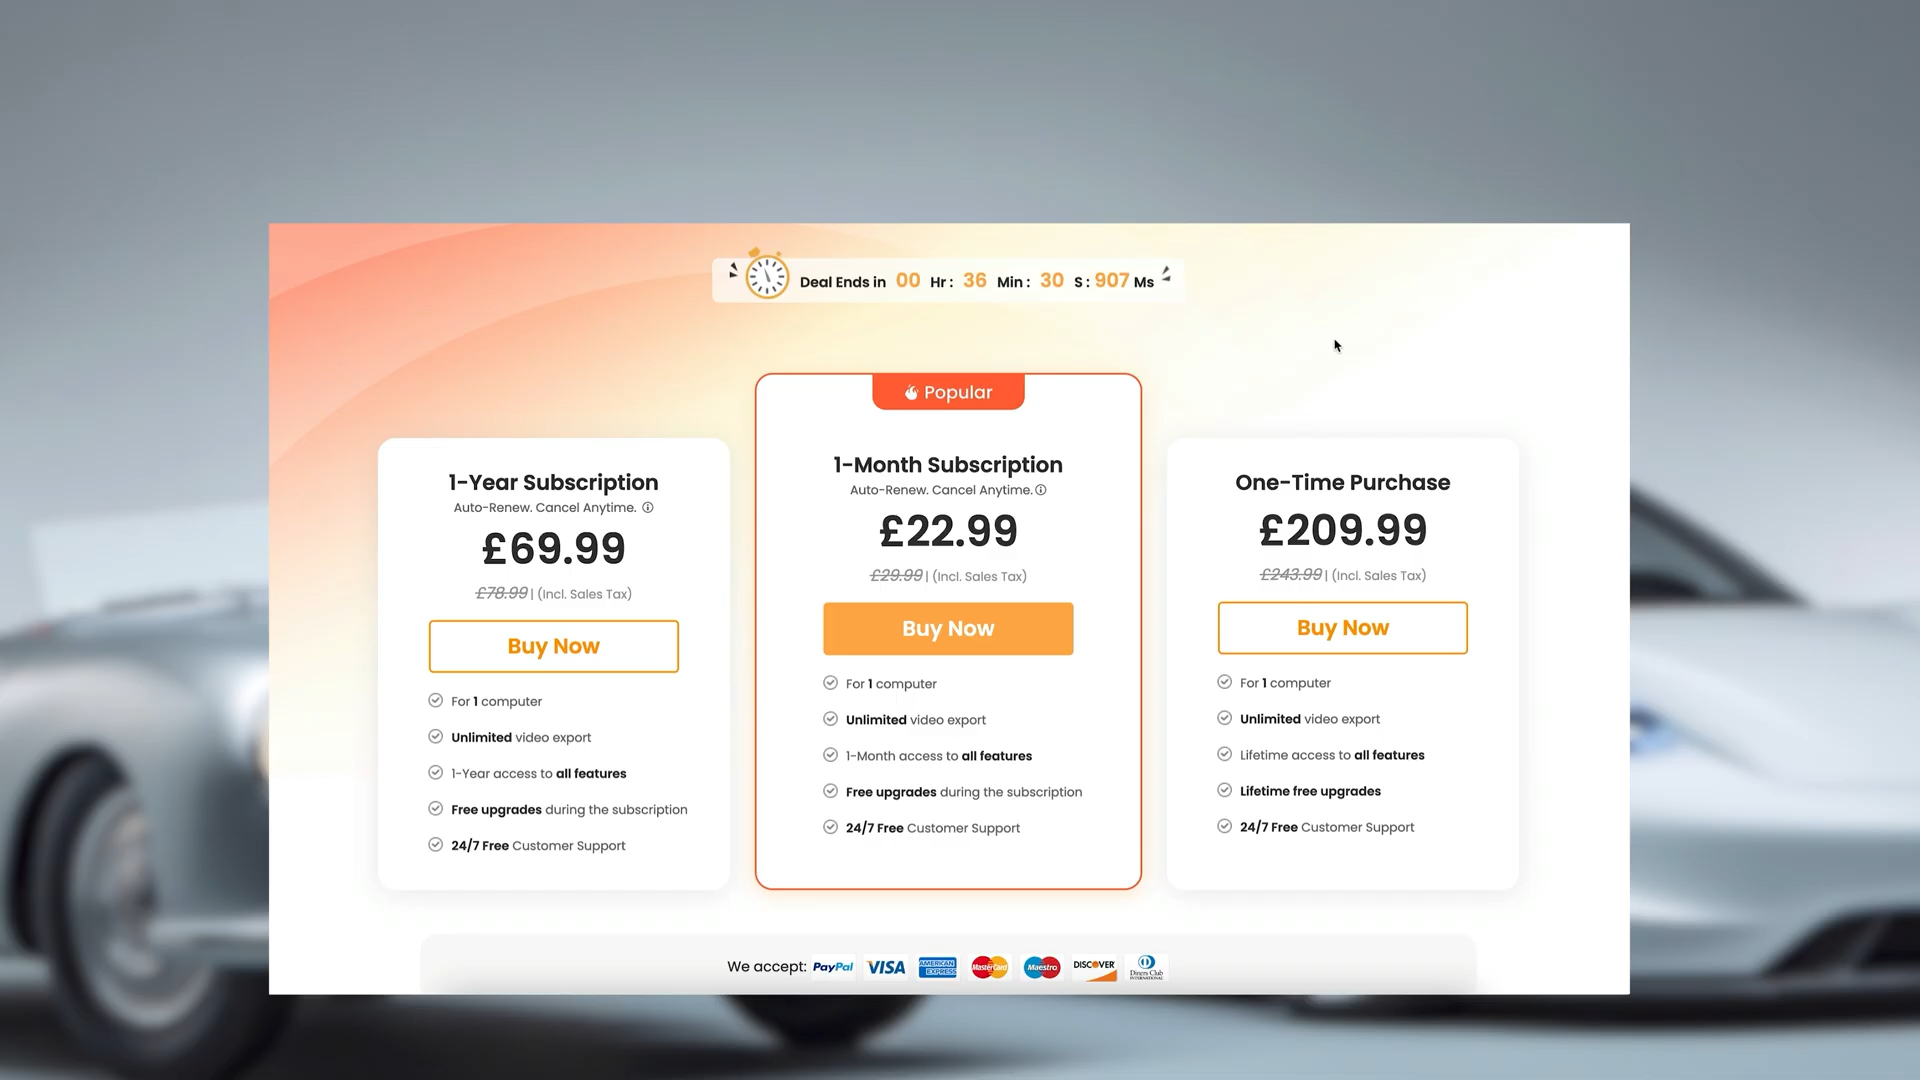 Deal Ends in 00 Hr : 36 Min : 30 S : 907 Ms
1-Year Subscription
Auto-Renew. Cancel Anytime.
£69.99
£78.99 | (Incl. Sales Tax)
Buy Now
For 1 computer
Unlimited video export
1-Year access to all features
Free upgrades during the subscription
24/7 Free Customer Support
Popular
1-Month Subscription
Auto-Renew. Cancel Anytime.
£22.99
£29.99 | (Incl. Sales Tax)
Buy Now
For 1 computer
Unlimited video export
1-Month access to all features
Free upgrades during the subscription
24/7 Free Customer Support
One-Time Purchase
£209.99
£243.99 | (Incl. Sales Tax)
Buy Now
For 1 computer
Unlimited video export
Lifetime access to all features
Lifetime free upgrades
24/7 Free Customer Support
We accept: PayPal VISA AMERICAN EXPRESS MasterCard Maestro DISCOVER Diners Club INTERNATIONAL